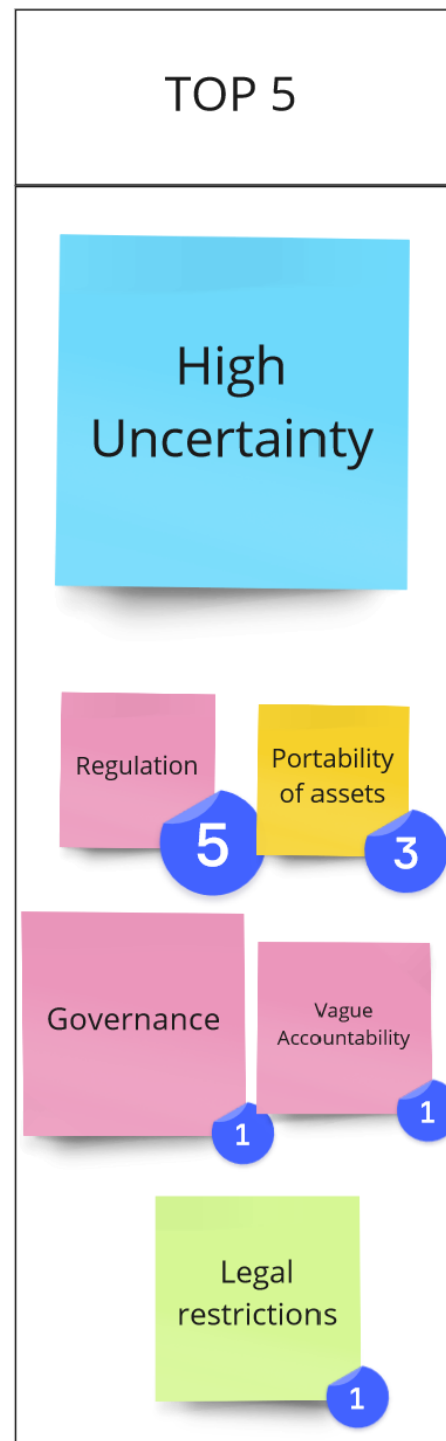 TOP 5
High
Uncertainty
Regulation
5
Portability
of assets
3
Governance
1
Vague
Accountability
1
Legal
restrictions
1